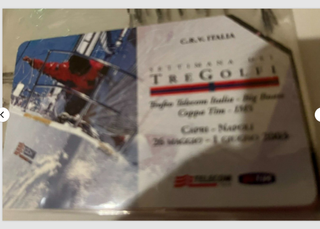 C.R.V. ITALIA
SETTIMANA DEI
TREGOLFI
Trofeo Telecom Italia - Big Boat
Coppa Tim - IMS
CAPRI - NAPOLI
26 MAGGIO - 1 GIUGNO 2003
TELECOM